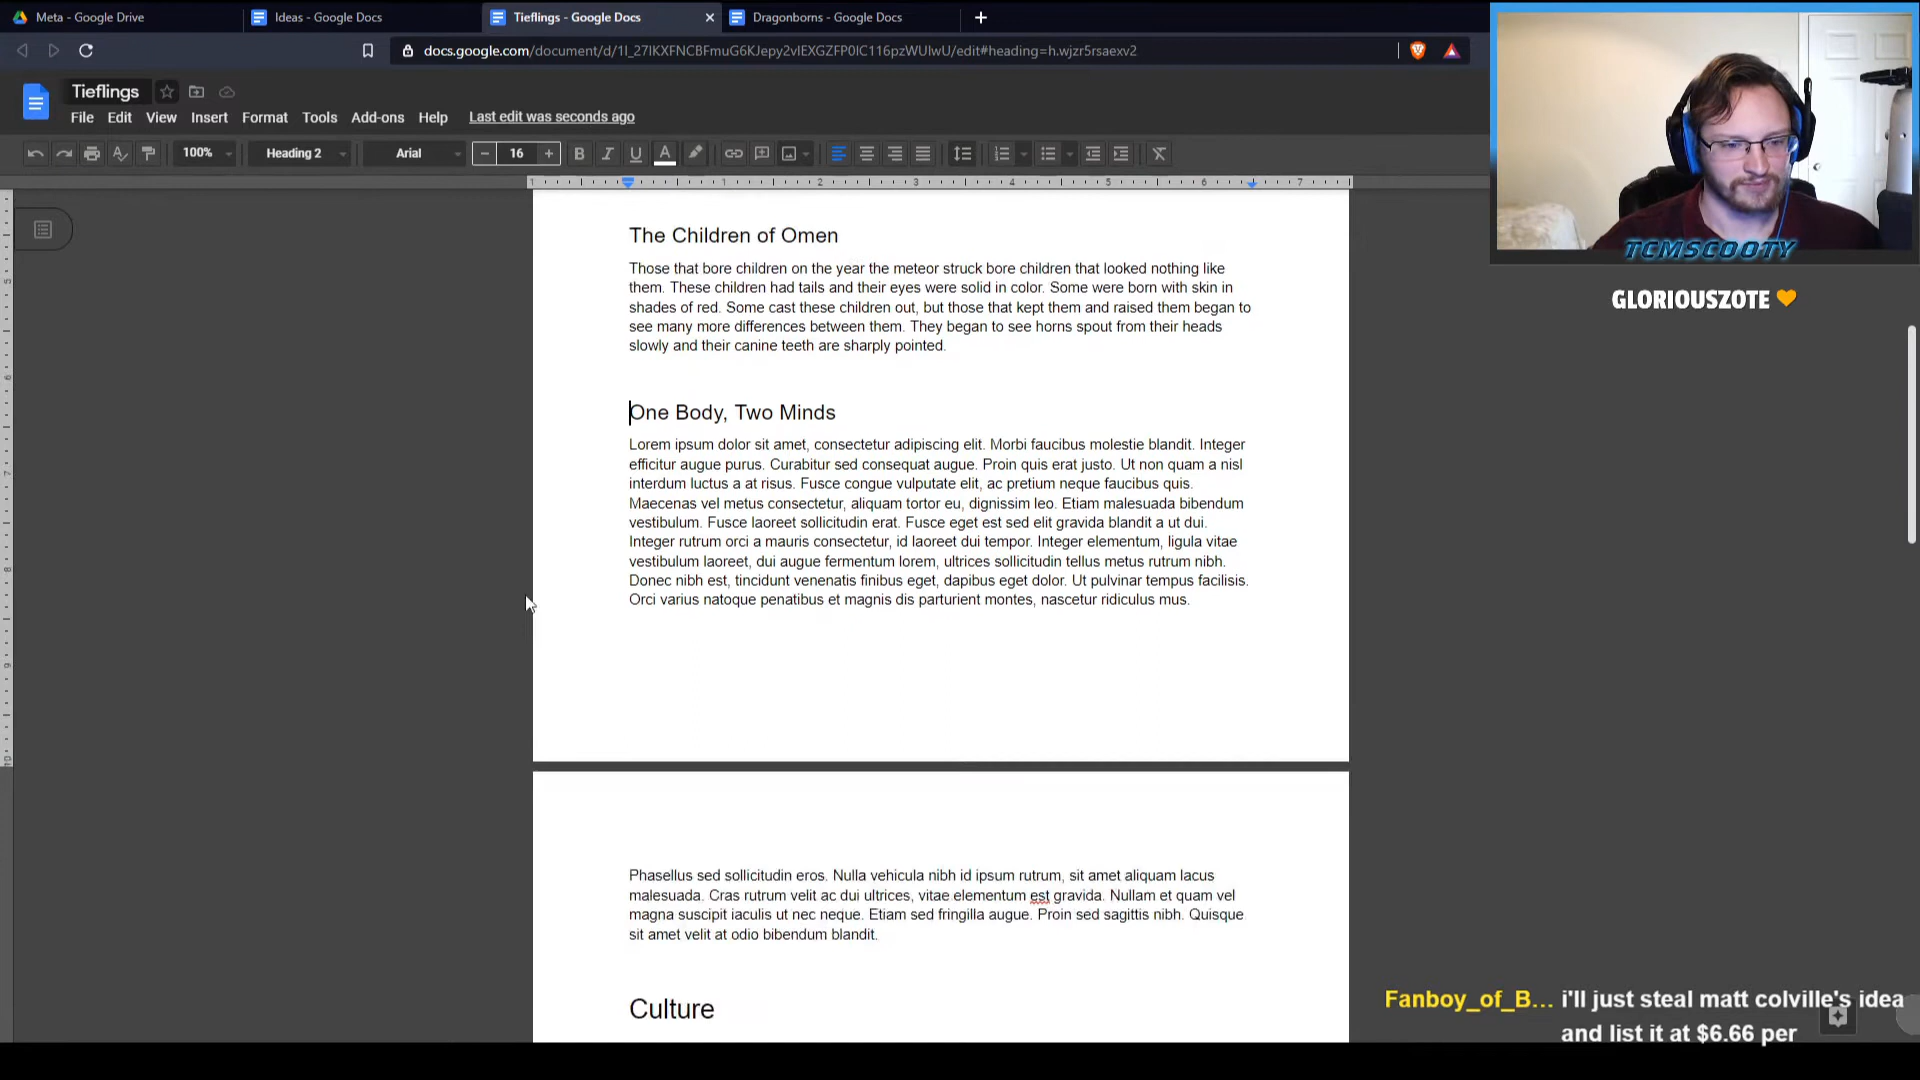 Meta - Google Drive
Ideas - Google Docs
Tieflings - Google Docs
Dragonborns - Google Docs
docs.google.com/document/d/1I_27IKXFNCBFmuG6KJepy2vIEXGZFP0IC116pzWUlwU/edit#heading=h.wjzr5rsaexv2
Tieflings
File Edit View Insert Format Tools Add-ons Help Last edit was seconds ago
100% Heading 2 Arial 16
1 1 2 3 4 5 6 7
TCMSCOOTY
GLORIOUSZOTE
The Children of Omen
Those that bore children on the year the meteor struck bore children that looked nothing like
them. These children had tails and their eyes were solid in color. Some were born with skin in
shades of red. Some cast these children out, but those that kept them and raised them began to
see many more differences between them. They began to see horns spout from their heads
slowly and their canine teeth are sharply pointed.
One Body, Two Minds
Lorem ipsum dolor sit amet, consectetur adipiscing elit. Morbi faucibus molestie blandit. Integer
efficitur augue purus. Curabitur sed consequat augue. Proin quis erat justo. Ut non quam a nisl
interdum luctus a at risus. Fusce congue vulputate elit, ac pretium neque faucibus quis.
Maecenas vel metus consectetur, aliquam tortor eu, dignissim leo. Etiam malesuada bibendum
vestibulum. Fusce laoreet sollicitudin erat. Fusce eget est sed elit gravida blandit a ut dui.
Integer rutrum orci a mauris consectetur, id laoreet dui tempor. Integer elementum, ligula vitae
vestibulum laoreet, dui augue fermentum lorem, ultrices sollicitudin tellus metus rutrum nibh.
Donec nibh est, tincidunt venenatis finibus eget, dapibus eget dolor. Ut pulvinar tempus facilisis.
Orci varius natoque penatibus et magnis dis parturient montes, nascetur ridiculus mus.
Phasellus sed sollicitudin eros. Nulla vehicula nibh id ipsum rutrum, sit amet aliquam lacus
malesuada. Cras rutrum velit ac dui ultrices, vitae elementum est gravida. Nullam et quam vel
magna suscipit iaculis ut nec neque. Etiam sed fringilla augue. Proin sed sagittis nibh. Quisque
sit amet velit at odio bibendum blandit.
Culture
Fanboy_of_B... i'll just steal matt colville's idea
and list it at $6.66 per